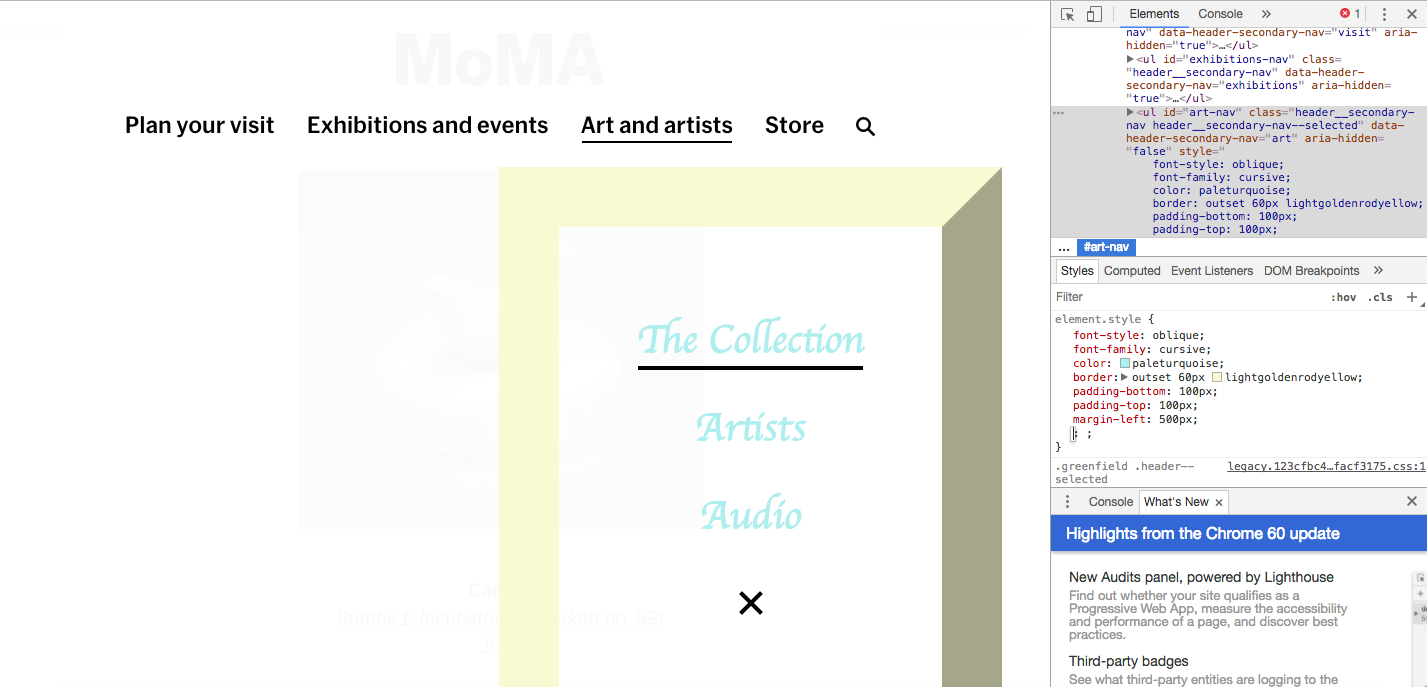 Become a member
MoMA
Plan your visit Exhibitions and events Art and artists Store
The Collection
Artists
Audio
Rumba 1: Incubator rkett no. 99)
20
Elements Console » 1
nav" data-header-secondary-nav="visit" aria-
hidden="true">…</ul>
▶<ul id="exhibitions-nav" class=
"header__secondary-nav" data-header-
secondary-nav="exhibitions" aria-hidden=
"true">…</ul>
… ▶<ul id="art-nav" class="header__secondary-
nav header__secondary-nav--selected" data-
header-secondary-nav="art" aria-hidden=
"false" style="
font-style: oblique;
font-family: cursive;
color: paleturquoise;
border: outset 60px lightgoldenrodyellow;
padding-bottom: 100px;
padding-top: 100px;
... #art-nav
Styles Computed Event Listeners DOM Breakpoints »
Filter :hov .cls +
element.style {
font-style: oblique;
font-family: cursive;
color: paleturquoise;
border:▶ outset 60px lightgoldenrodyellow;
padding-bottom: 100px;
padding-top: 100px;
margin-left: 500px;
: ;
}
.greenfield .header-- legacy.123cfbc4…facf3175.css:1
selected
Console What's New ×
Highlights from the Chrome 60 update
New Audits panel, powered by Lighthouse
Find out whether your site qualifies as a
Progressive Web App, measure the accessibility
and performance of a page, and discover best
practices.
Third-party badges
See what third-party entities are logging to the